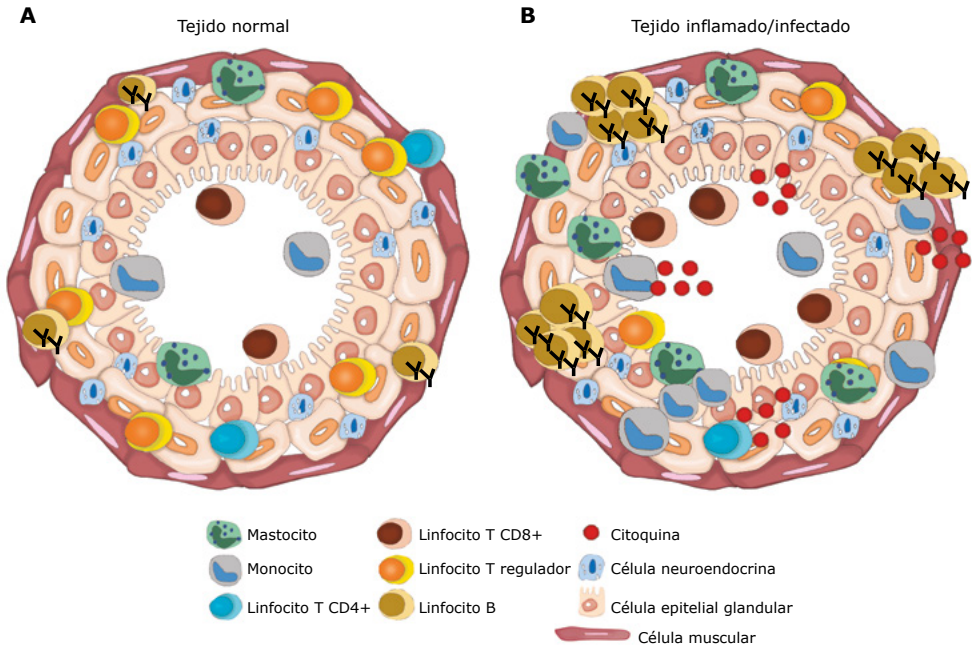 A
B
Tejido normal
Tejido inflamado/infectado
Mastocito
Linfocito T CD8+
Citoquina
Monocito
Linfocito T regulador
Célula neuroendocrina
Linfocito T CD4+
Linfocito B
Célula epitelial glandular
Célula muscular